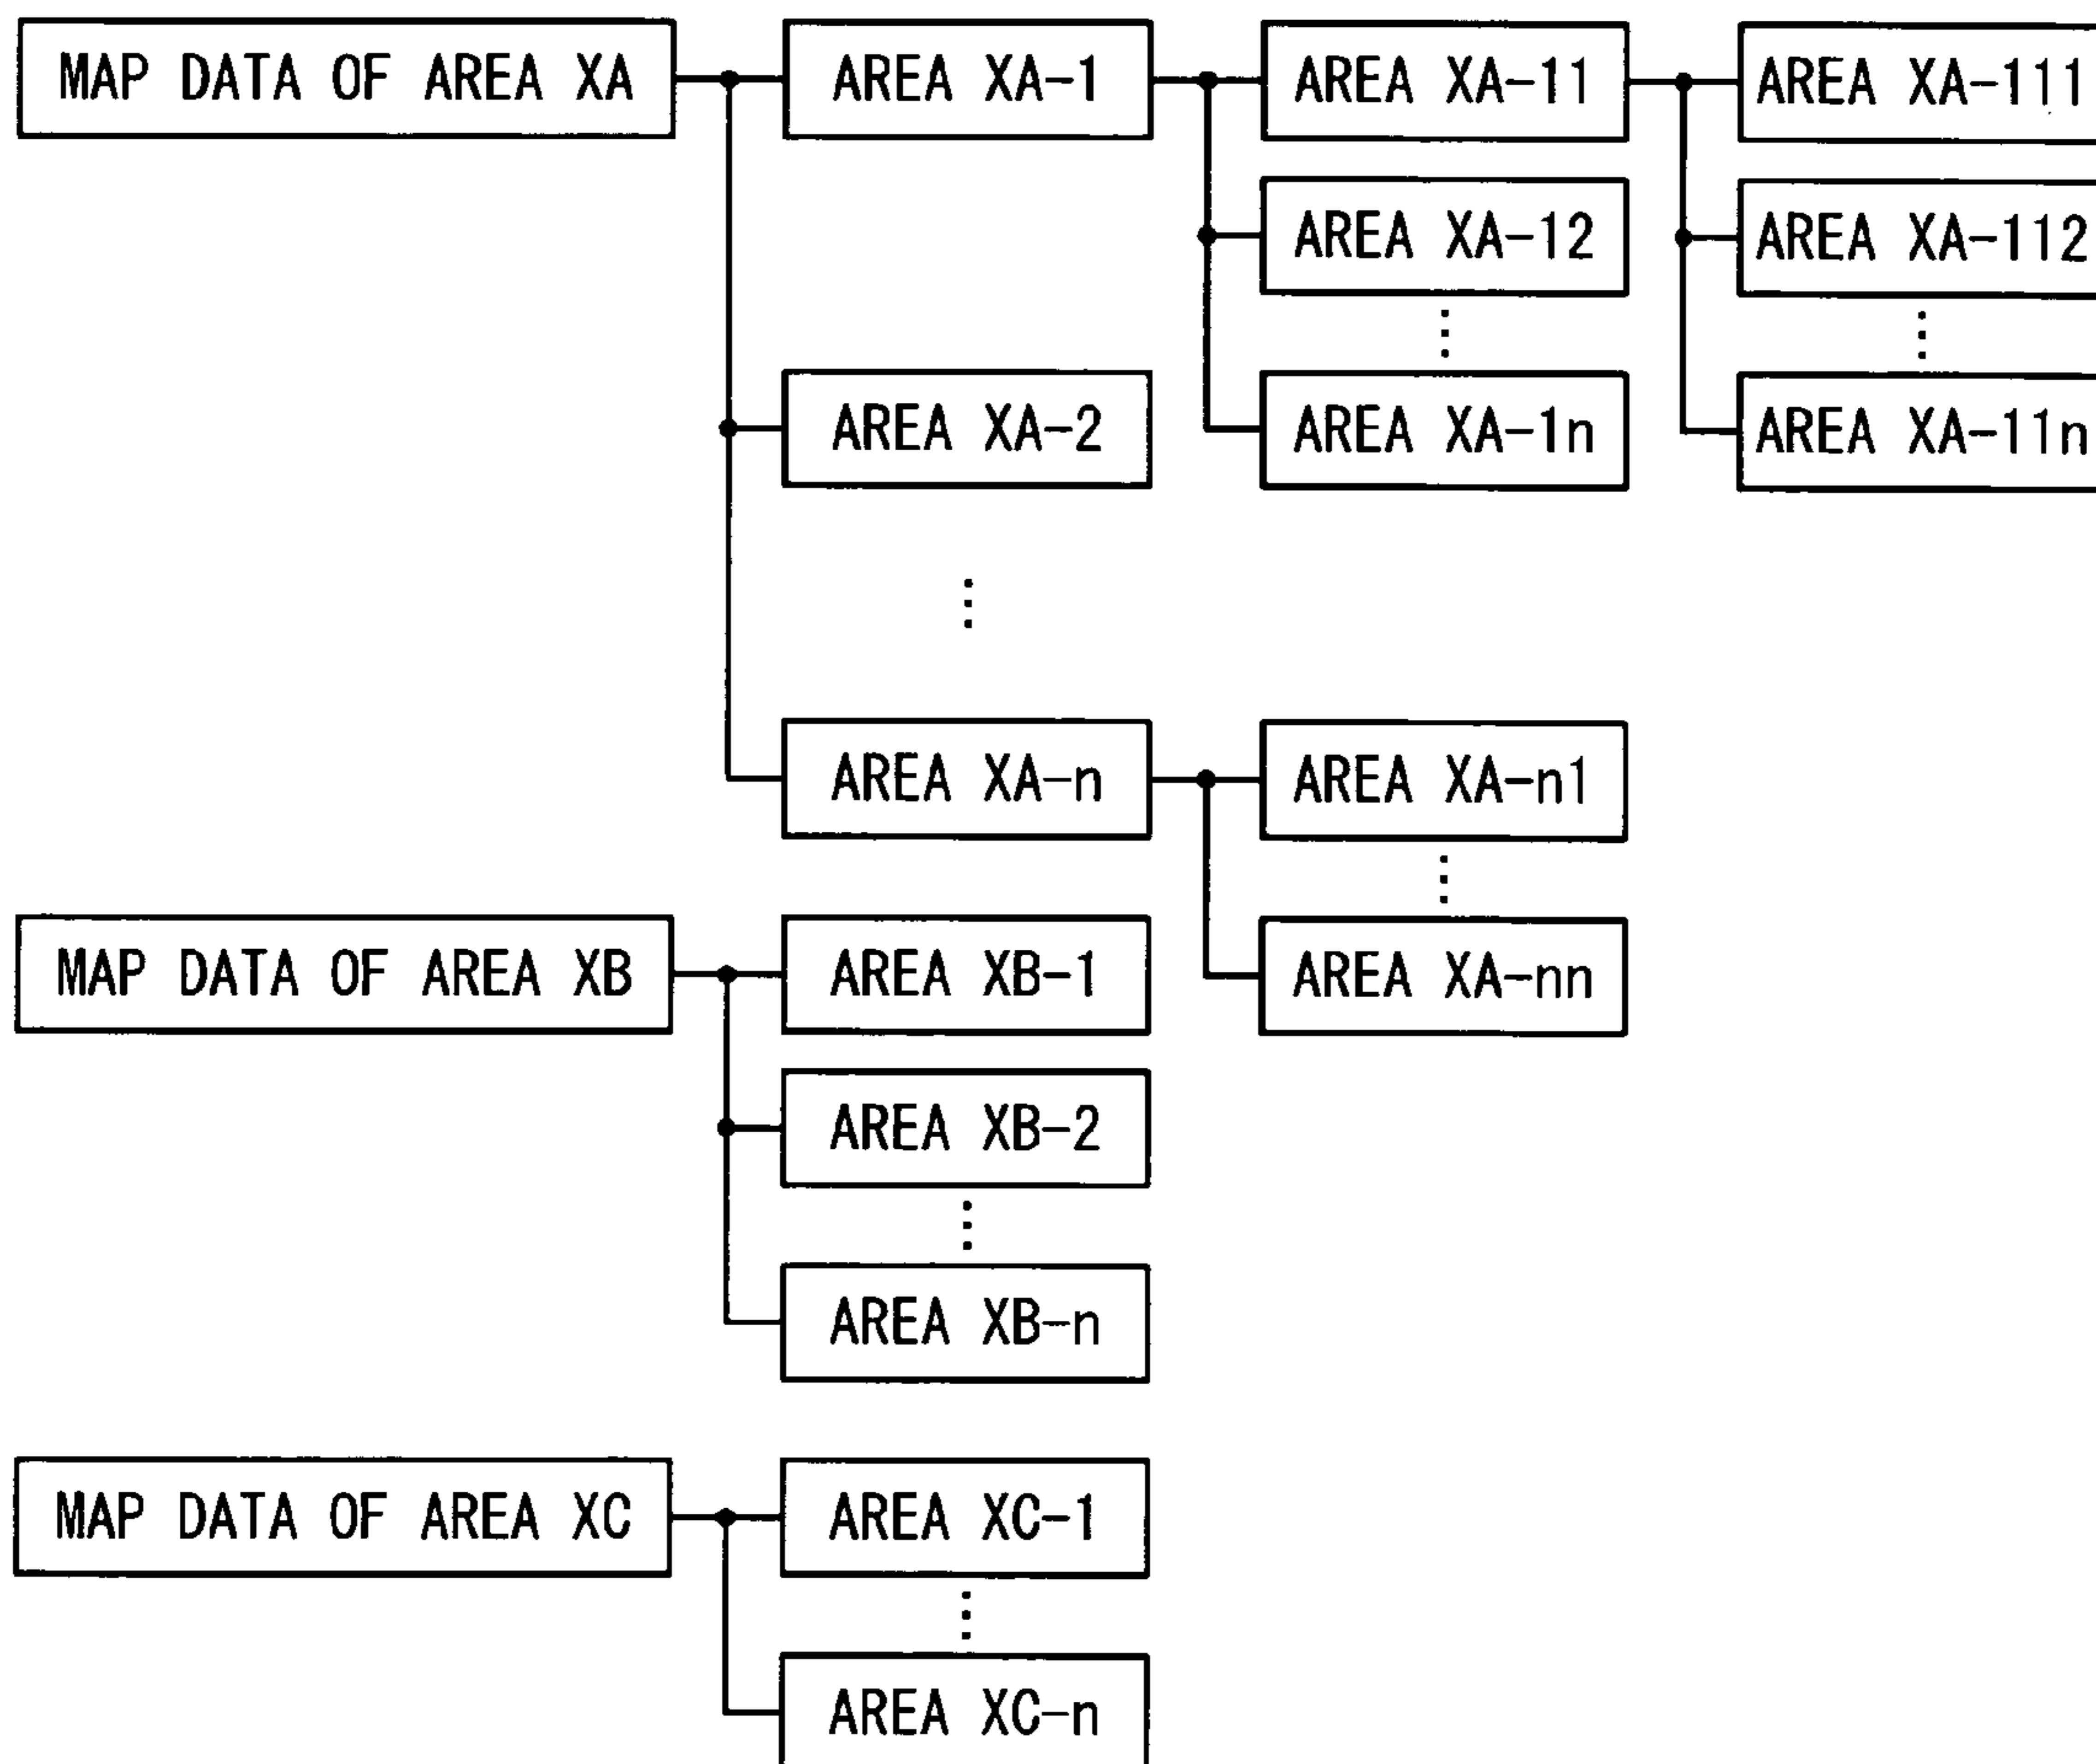 MAP DATA OF AREA XA
AREA XA-1
AREA XA-11
AREA XA-111
AREA XA-12
AREA XA-112
AREA XA-2
AREA XA-1n
AREA XA-11n
AREA XA-n
AREA XA-n1
MAP DATA OF AREA XB
AREA XB-1
AREA XA-nn
AREA XB-2
AREA XB-n
MAP DATA OF AREA XC
AREA XC-1
AREA XC-n